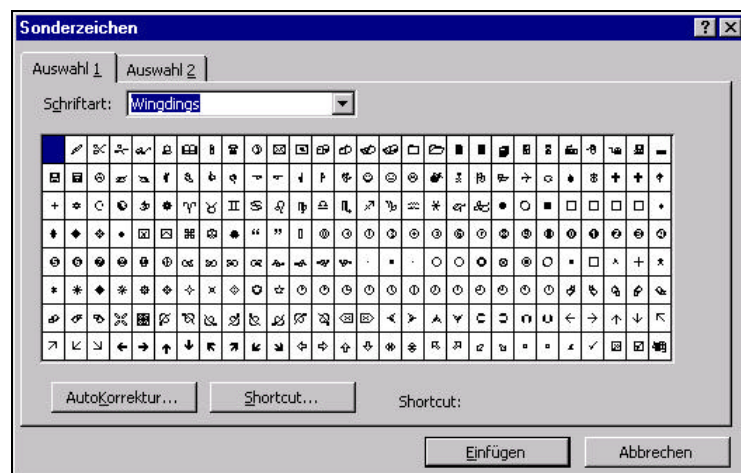 Sonderzeichen
Auswahl 1 Auswahl 2
Schriftart: Wingdings
AutoKorrektur... Shortcut... Shortcut:
Einfügen Abbrechen